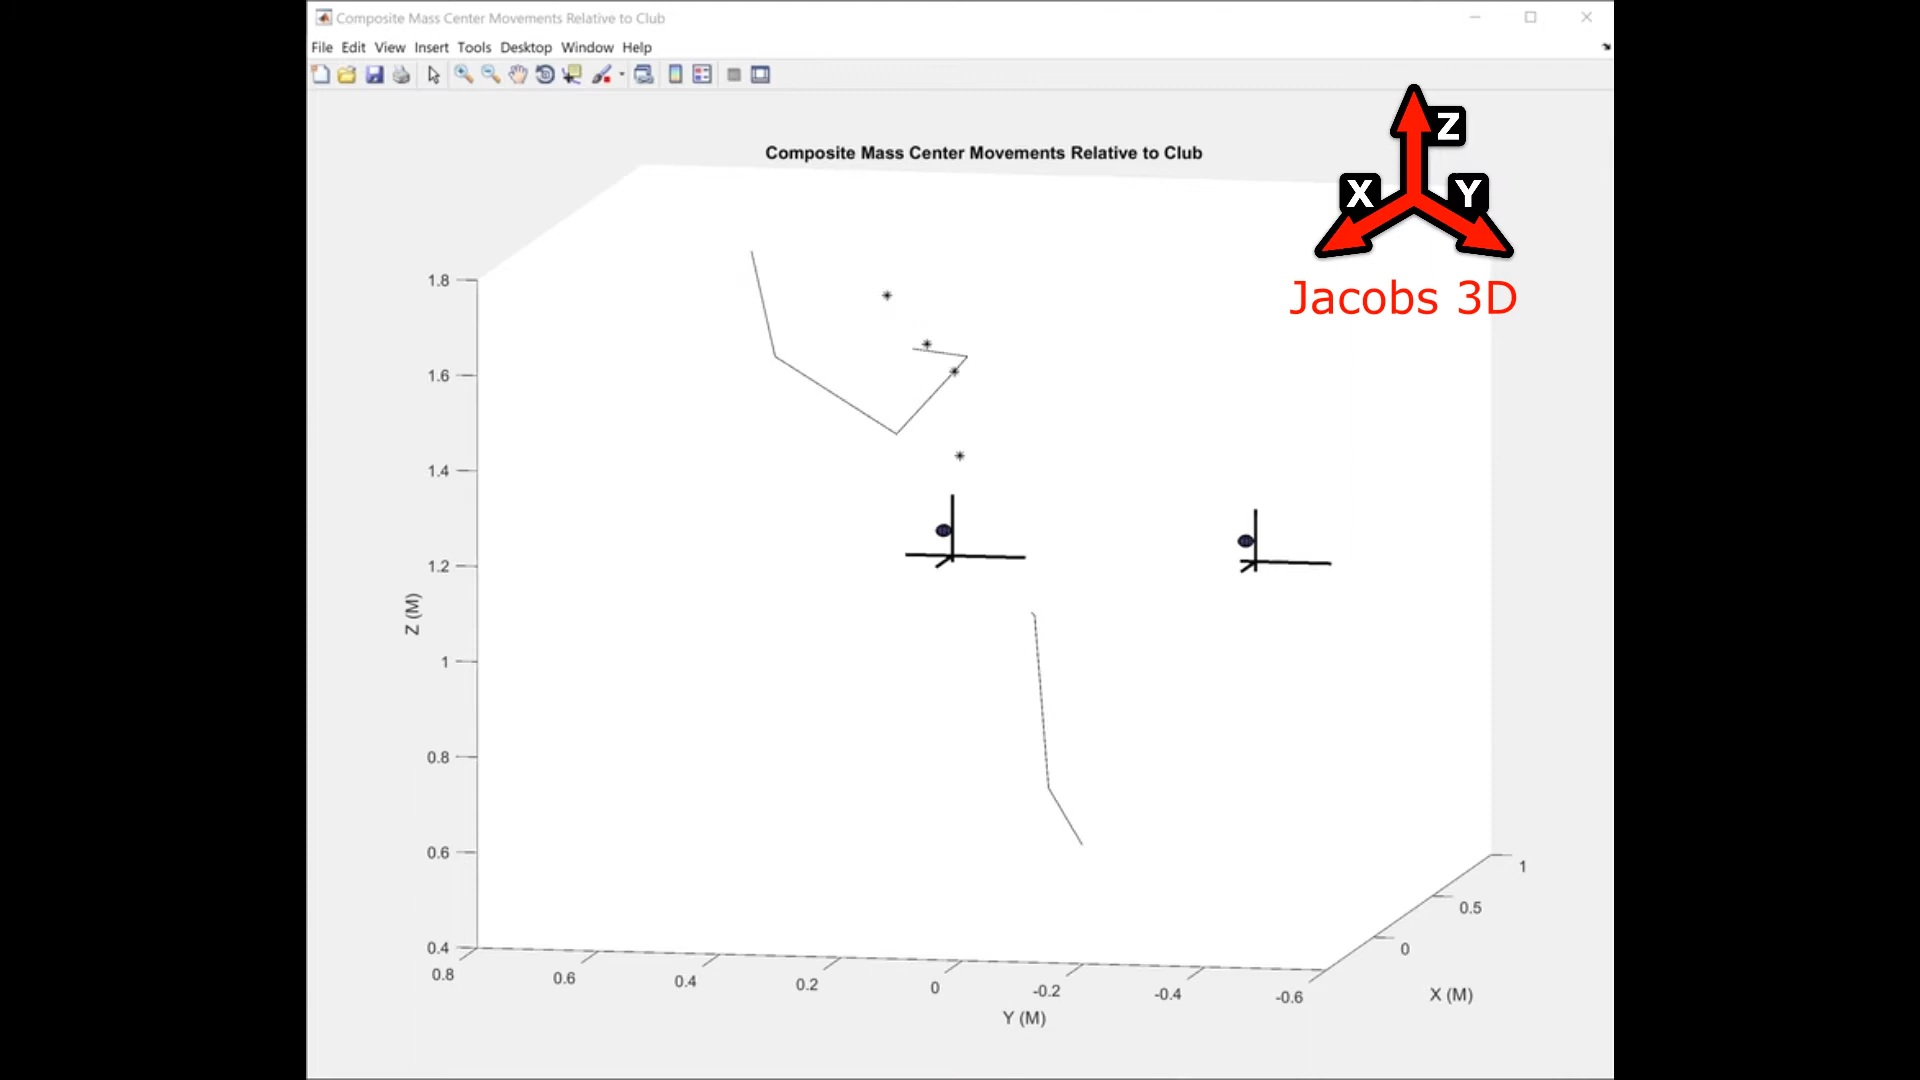 Composite Mass Center Movements Relative to Club
File Edit View Insert Tools Desktop Window Help
Composite Mass Center Movements Relative to Club
Z
X Y
Jacobs 3D
1.8
1.6
1.4
1.2
1
0.8
0.6
0.4
Z (M)
0.8 0.6 0.4 0.2 0 -0.2 -0.4 -0.6
Y (M)
1
0.5
0
X (M)